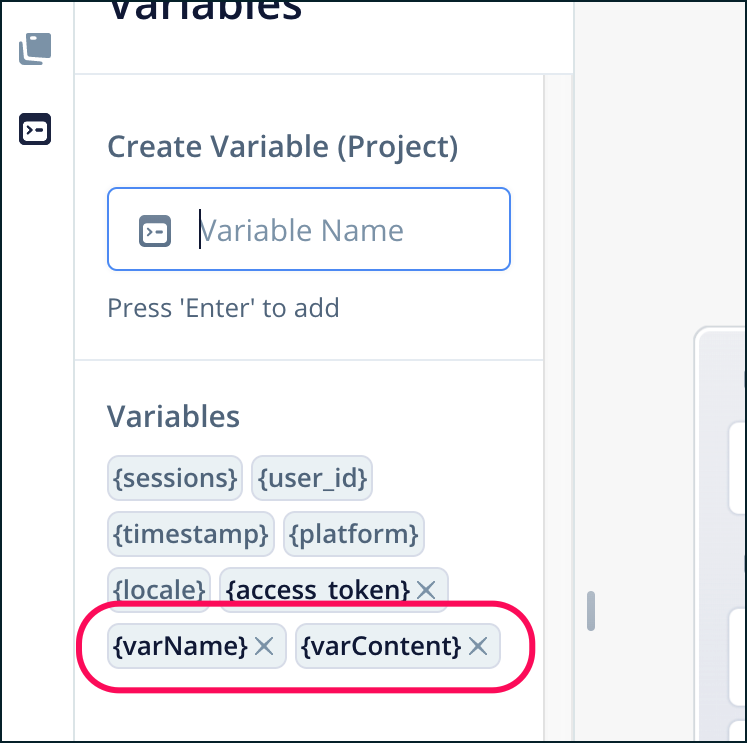 Variables
Create Variable (Project)
Variable Name
Press 'Enter' to add
Variables
{sessions} {user_id}
{timestamp} {platform}
{locale} {access_token}
{varName} {varContent}